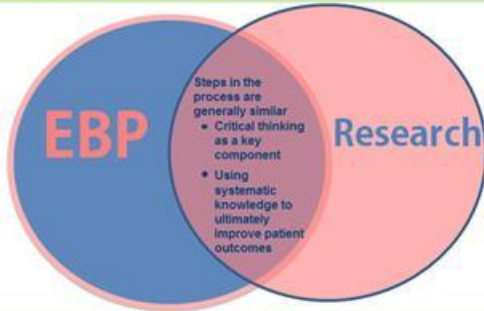 EBP
Steps in the
process are
generally similar
• Critical thinking
as a key
component
• Using
systematic
knowledge to
ultimately
improve patient
outcomes
Research